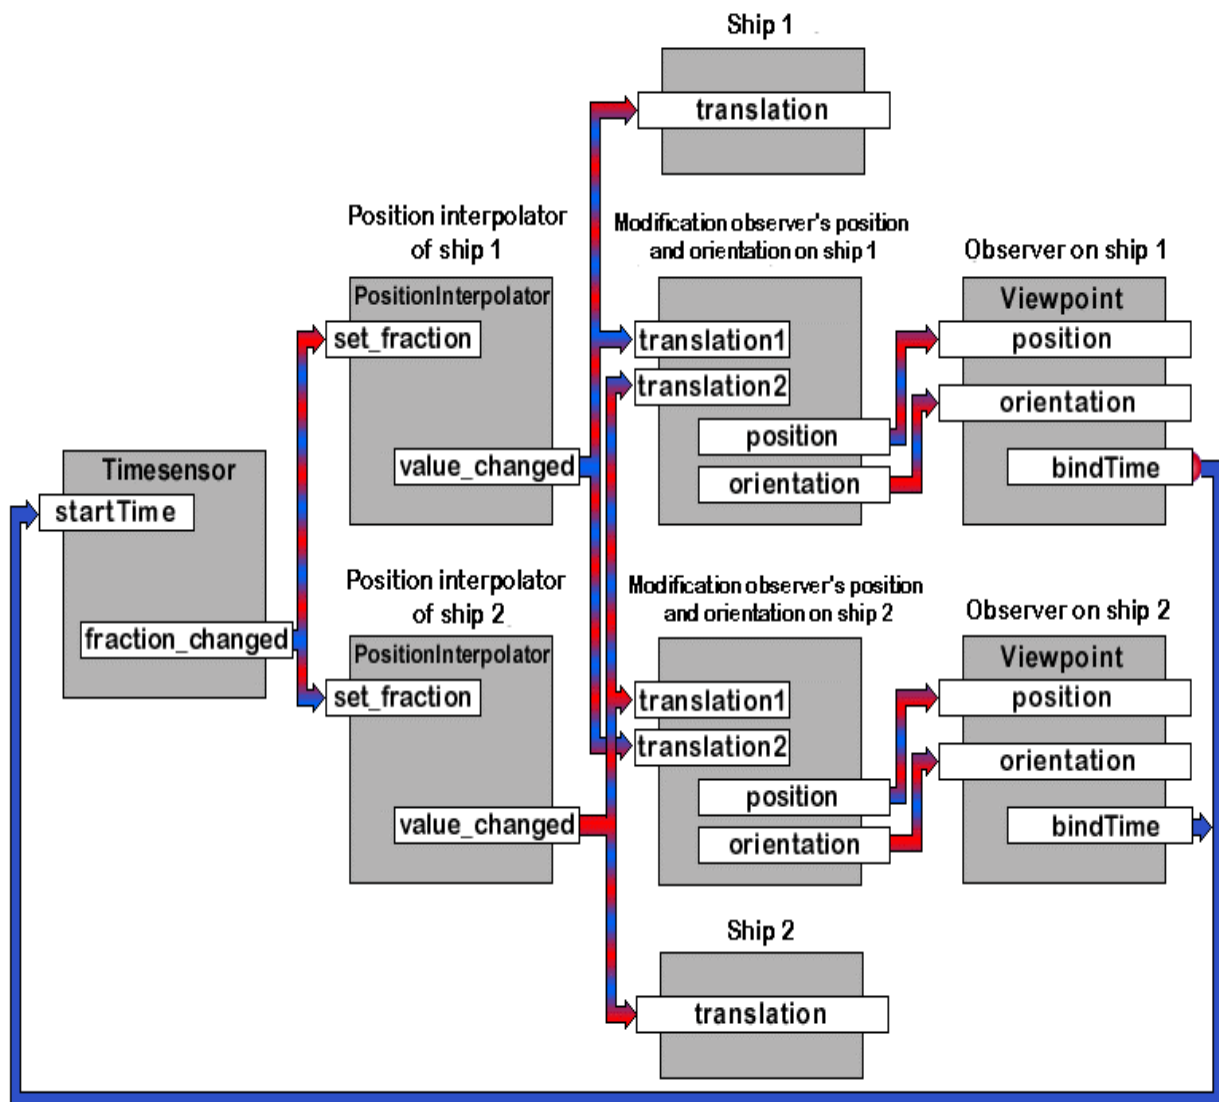 Ship 1
translation
Position interpolator
of ship 1
PositionInterpolator
set_fraction
value_changed
Modification observer's position
and orientation on ship 1
translation1
translation2
position
orientation
Observer on ship 1
Viewpoint
position
orientation
bindTime
Timesensor
startTime
fraction_changed
Position interpolator
of ship 2
PositionInterpolator
set_fraction
value_changed
Modification observer's position
and orientation on ship 2
translation1
translation2
position
orientation
Observer on ship 2
Viewpoint
position
orientation
bindTime
Ship 2
translation